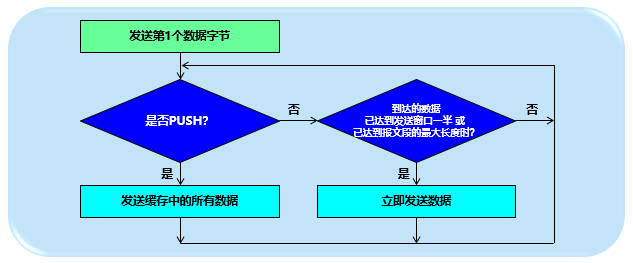 发送第1个数据字节
是否PUSH?
否
到达的数据
已达到发送窗口一半 或
已达到报文段的最大长度时?
否
是
是
发送缓存中的所有数据
立即发送数据